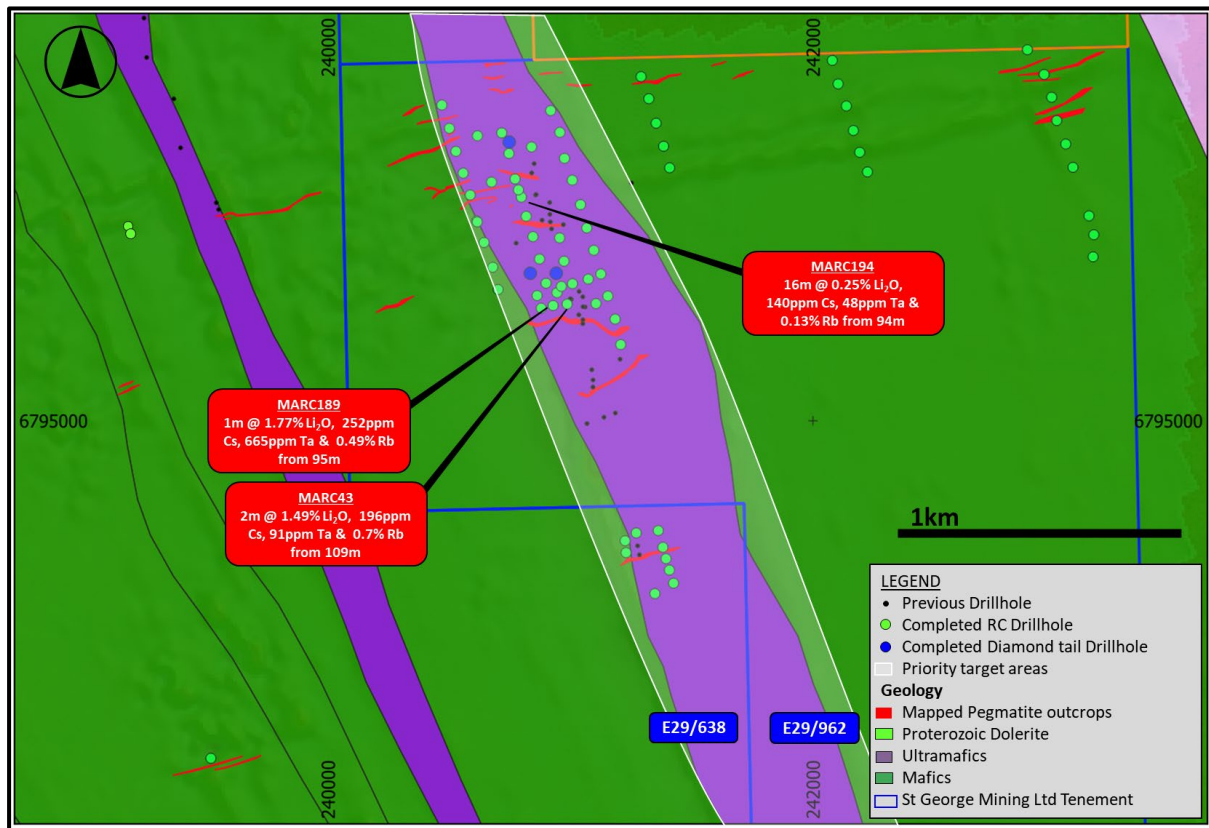 240000
242000
MARC194
16m @ 0.25% Li₂O,
140ppm Cs, 48ppm Ta &
0.13% Rb from 94m
MARC189
1m @ 1.77% Li₂O, 252ppm
Cs, 665ppm Ta & 0.49% Rb
from 95m
6795000
6795000
MARC43
2m @ 1.49% Li₂O, 196ppm
Cs, 91ppm Ta & 0.7% Rb
from 109m
1km
LEGEND
Previous Drillhole
Completed RC Drillhole
Completed Diamond tail Drillhole
Priority target areas
Geology
Mapped Pegmatite outcrops
Proterozoic Dolerite
Ultramafics
Mafics
St George Mining Ltd Tenement
E29/638
E29/962
240000
242000